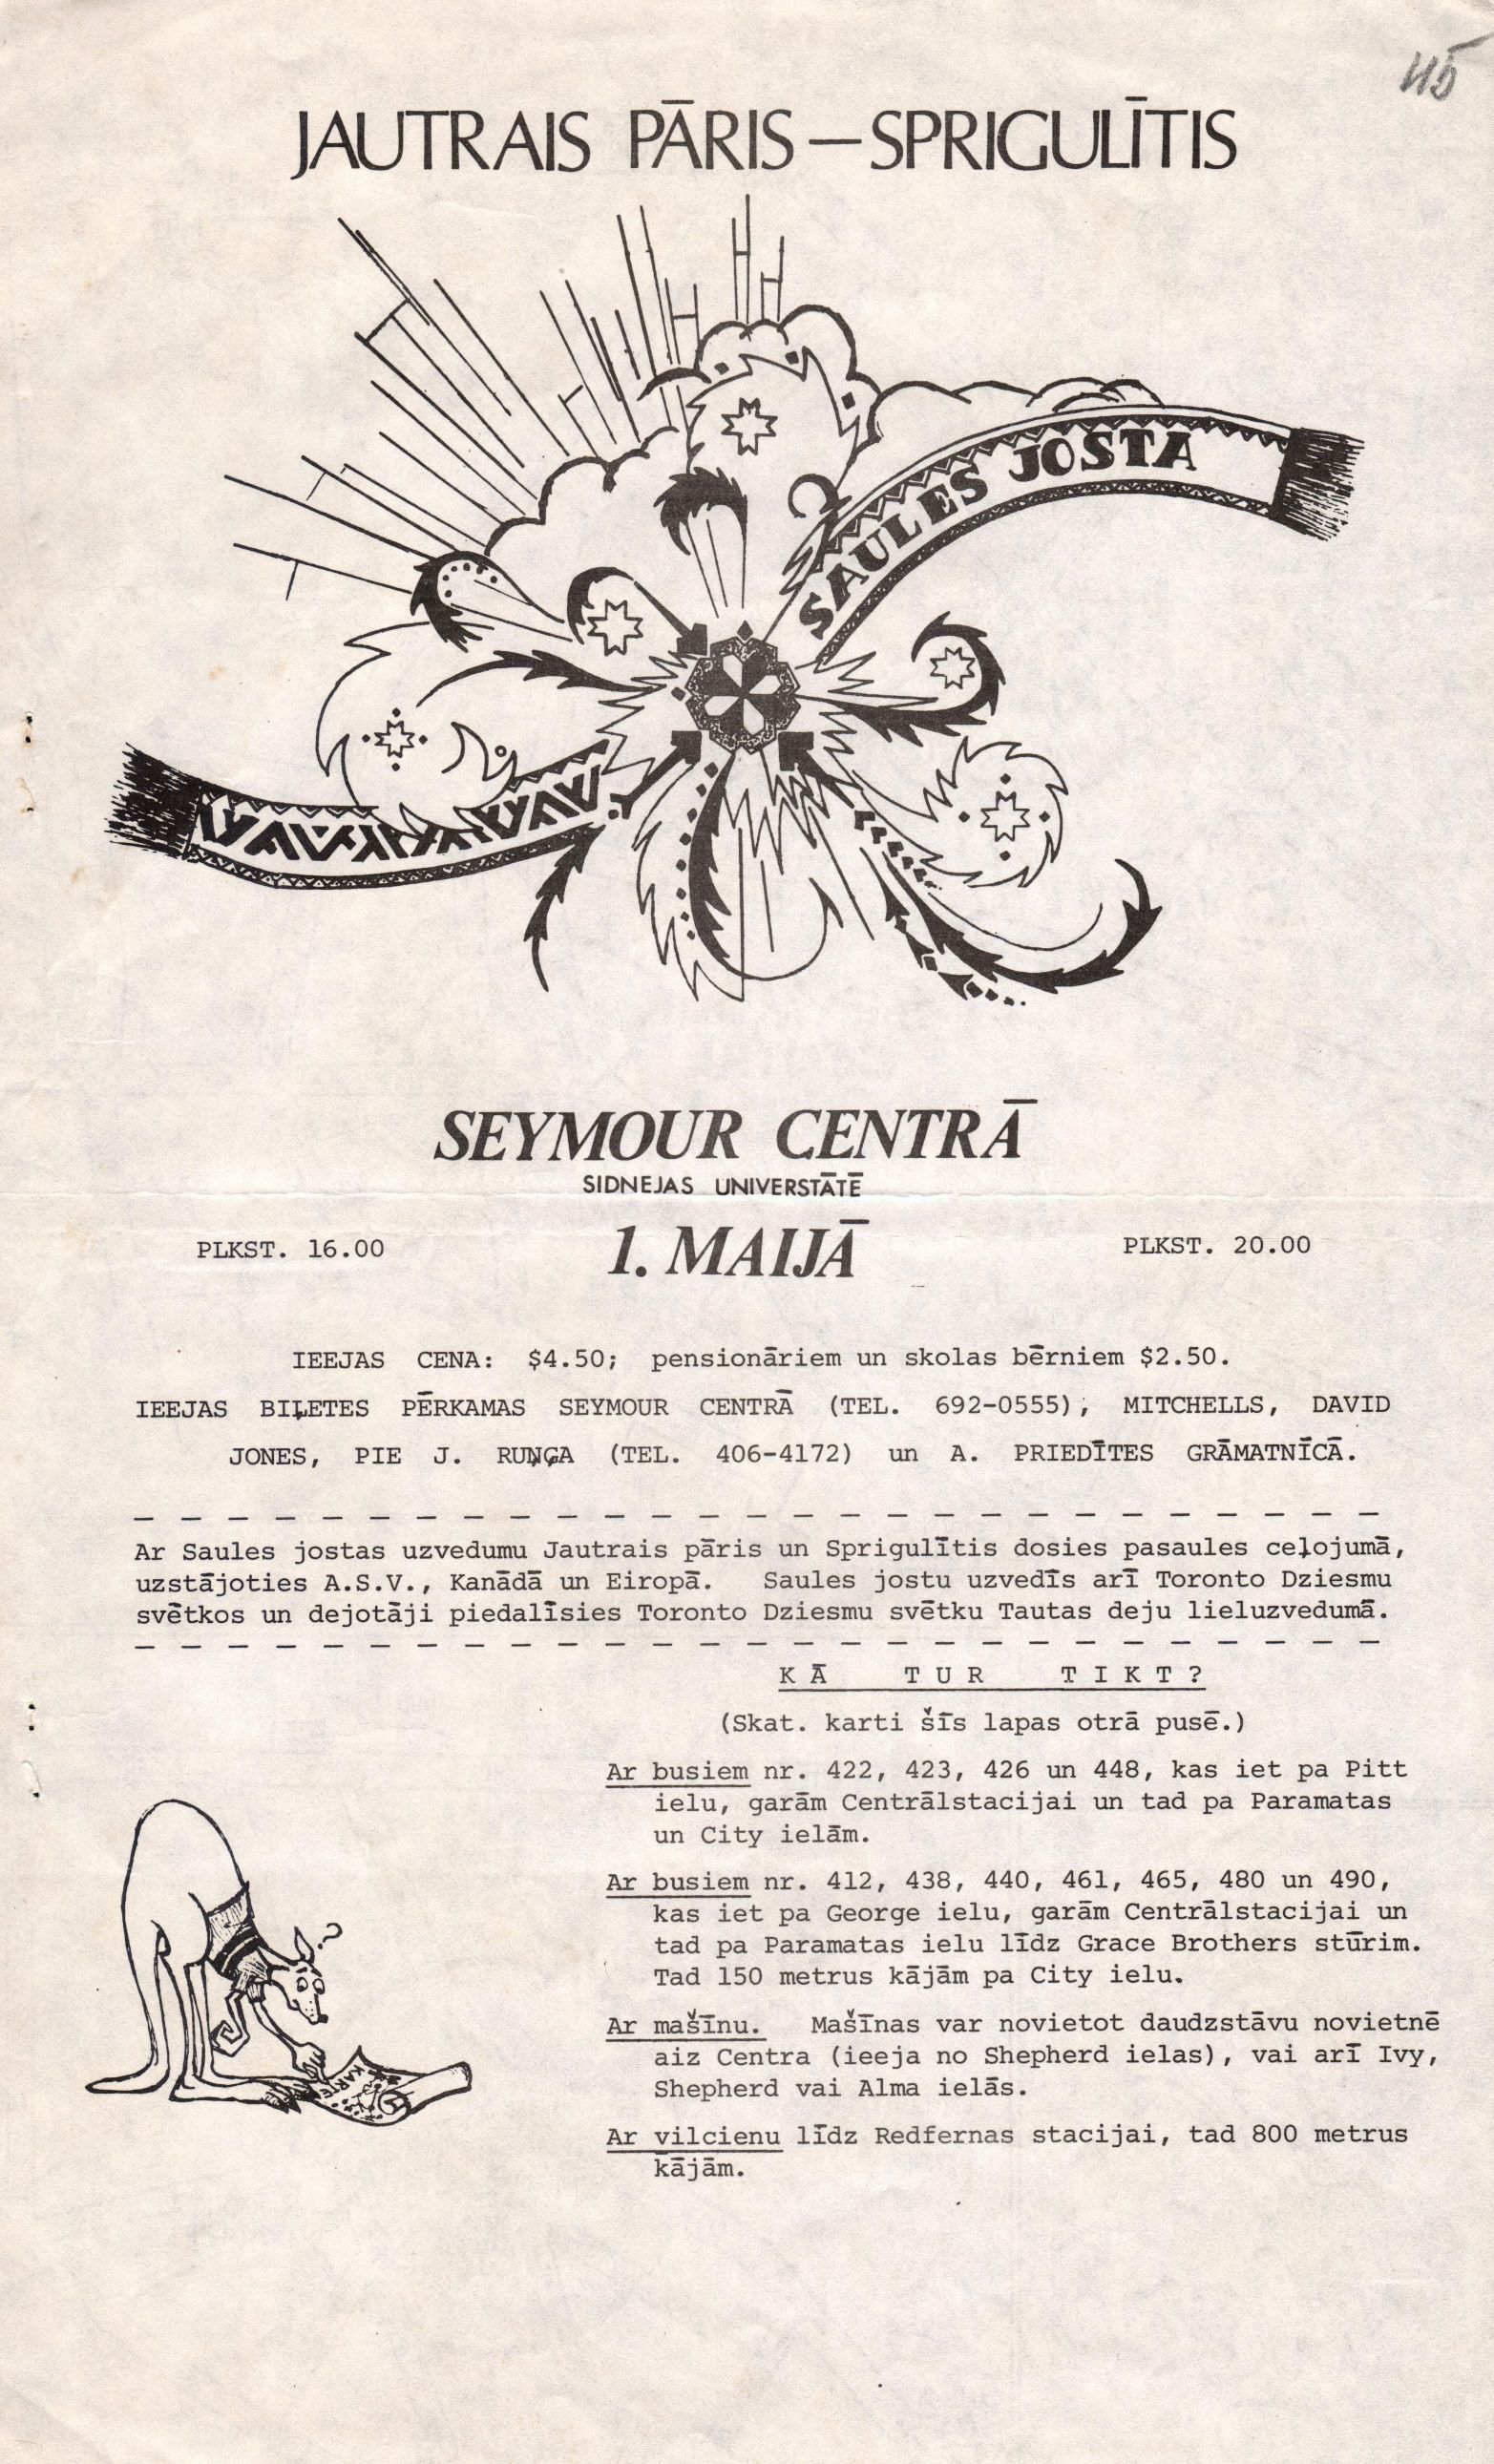 45
JAUTRAIS PĀRIS — SPRIGULĪTIS
SAULES JOSTA
SEYMOUR CENTRĀ
SIDNEJAS UNIVERSTĀTĒ
PLKST. 16.00 1. MAIJĀ PLKST. 20.00
IEEJAS CENA: $4.50; pensionāriem un skolas bērniem $2.50.
IEEJAS BIĻETES PĒRKAMAS SEYMOUR CENTRĀ (TEL. 692-0555), MITCHELLS, DAVID
JONES, PIE J. RUŅĢA (TEL. 406-4172) un A. PRIEDĪTES GRĀMATNĪCĀ.
Ar Saules jostas uzvedumu Jautrais pāris un Sprigulītis dosies pasaules ceļojumā,
uzstājoties A.S.V., Kanādā un Eiropā. Saules jostu uzvedīs arī Toronto Dziesmu
svētkos un dejotāji piedalīsies Toronto Dziesmu svētku Tautas deju lieluzvedumā.
KĀ TUR TIKT?
(Skat. karti šīs lapas otrā pusē.)
Ar busiem nr. 422, 423, 426 un 448, kas iet pa Pitt
ielu, garām Centrālstacijai un tad pa Paramatas
un City ielām.
Ar busiem nr. 412, 438, 440, 461, 465, 480 un 490,
kas iet pa George ielu, garām Centrālstacijai un
tad pa Paramatas ielu līdz Grace Brothers stūrim.
Tad 150 metrus kājām pa City ielu.
Ar mašīnu. Mašīnas var novietot daudzstāvu novietnē
aiz Centra (ieeja no Shepherd ielas), vai arī Ivy,
Shepherd vai Alma ielās.
Ar vilcienu līdz Redfernas stacijai, tad 800 metrus
kājām.
?
KARTE